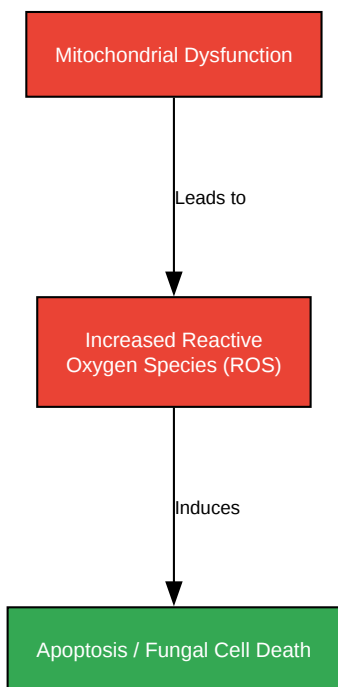 Mitochondrial Dysfunction
Leads to
Increased Reactive
Oxygen Species (ROS)
Induces
Apoptosis / Fungal Cell Death